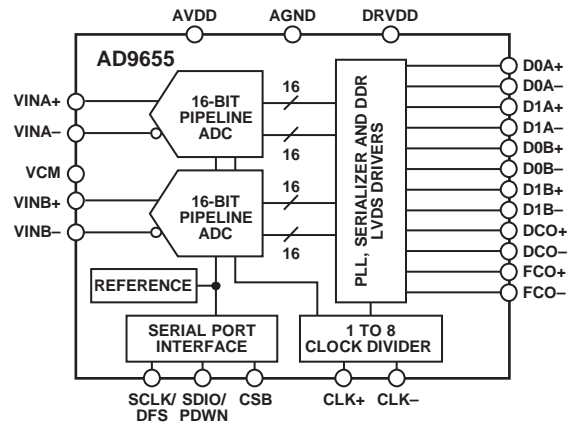 AVDD AGND DRVDD
AD9655
VINA+
VINA–
VCM
VINB+
VINB–
16-BIT
PIPELINE
ADC
16
16
16-BIT
PIPELINE
ADC
16
16
REFERENCE
SERIAL PORT
INTERFACE
1 TO 8
CLOCK DIVIDER
PLL, SERIALIZER AND DDR
LVDS DRIVERS
D0A+
D0A–
D1A+
D1A–
D0B+
D0B–
D1B+
D1B–
DCO+
DCO–
FCO+
FCO–
SCLK/
DFS
SDIO/
PDWN
CSB
CLK+
CLK–